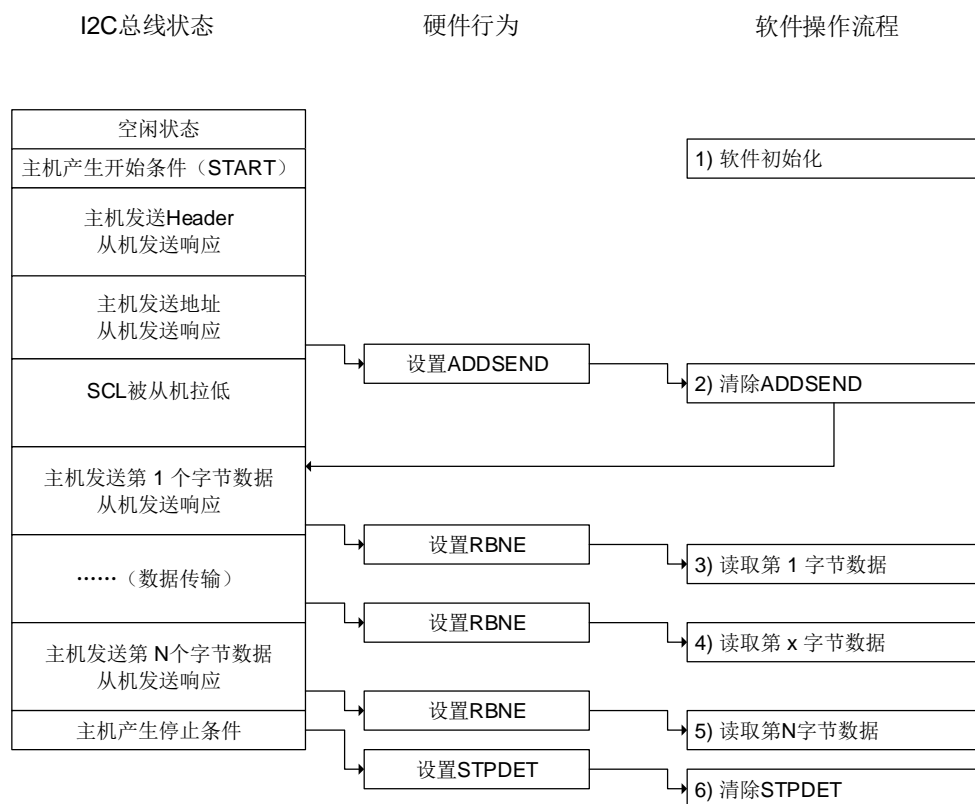 I2C总线状态
硬件行为
软件操作流程
空闲状态
主机产生开始条件（START）
1) 软件初始化
主机发送Header
从机发送响应
主机发送地址
从机发送响应
设置ADDSEND
2) 清除ADDSEND
SCL被从机拉低
主机发送第 1 个字节数据
从机发送响应
设置RBNE
3) 读取第 1 字节数据
……（数据传输）
设置RBNE
4) 读取第 x 字节数据
主机发送第 N个字节数据
从机发送响应
设置RBNE
5) 读取第N字节数据
主机产生停止条件
设置STPDET
6) 清除STPDET